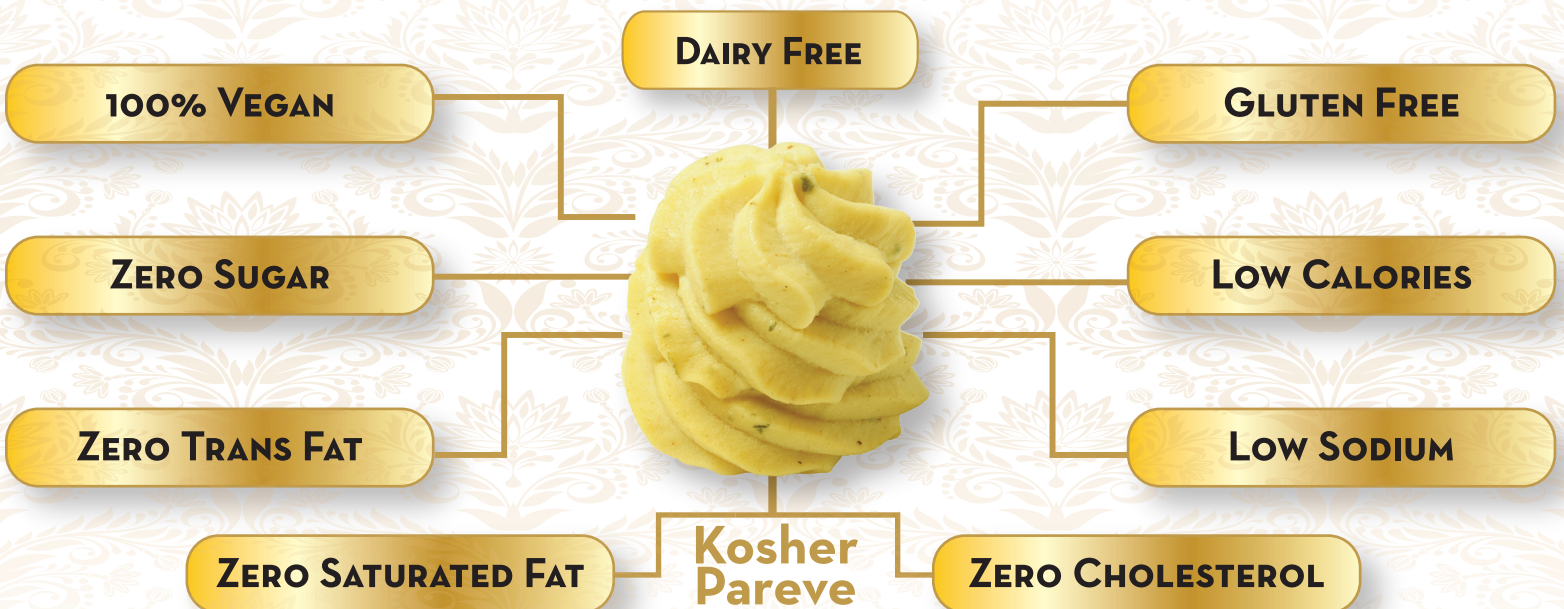 Dairy Free
100% Vegan
Gluten Free
Zero Sugar
Low Calories
Zero Trans Fat
Low Sodium
Kosher
Pareve
Zero Saturated Fat
Zero Cholesterol